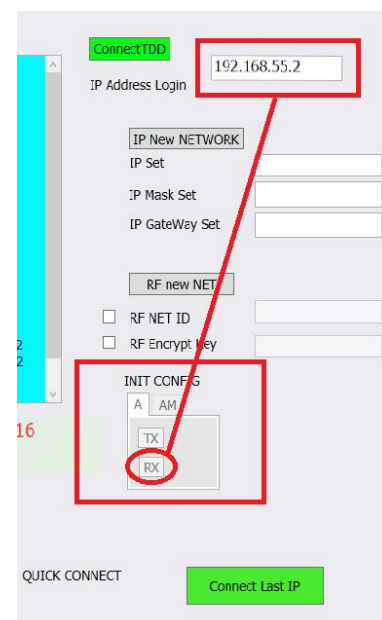 ConnectTDD
192.168.55.2
IP Address Login
IP New NETWORK
IP Set
IP Mask Set
IP GateWay Set
RF new NET
RF NET ID
RF Encrypt Key
2
2
INIT CONFIG
A AM
16
TX
RX
QUICK CONNECT
Connect Last IP